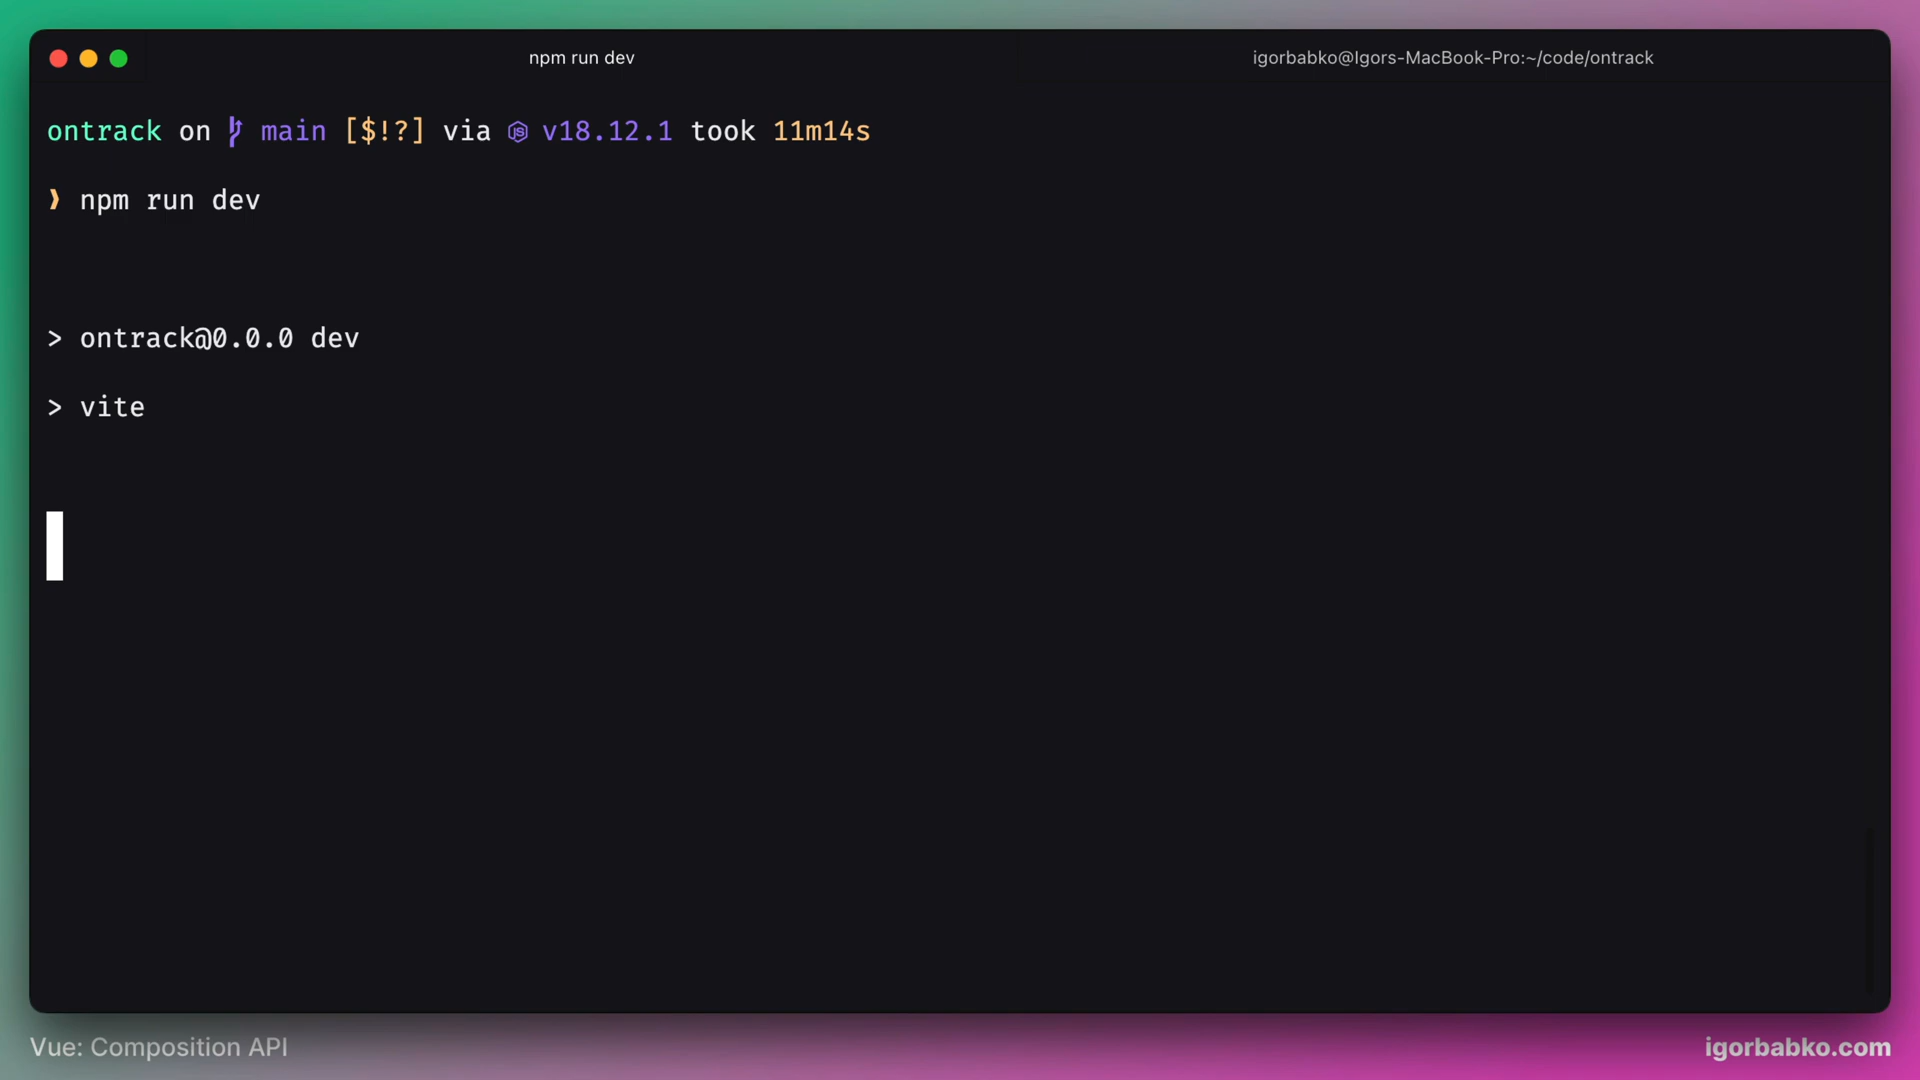 npm run dev
igorbabko@Igors-MacBook-Pro:~/code/ontrack
ontrack on main [$!?] via v18.12.1 took 11m14s
❯ npm run dev
> ontrack@0.0.0 dev
> vite
Vue: Composition API
igorbabko.com